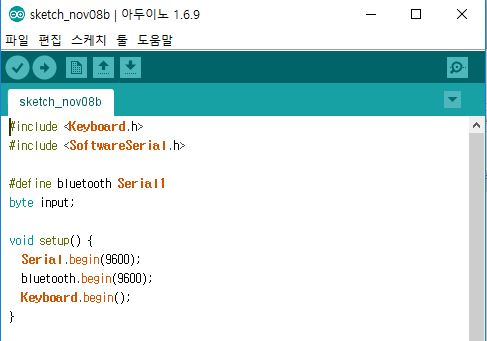 sketch_nov08b | 아두이노 1.6.9
파일 편집 스케치 툴 도움말
sketch_nov08b
#include <Keyboard.h>
#include <SoftwareSerial.h>
#define bluetooth Serial1
byte input;
void setup() {
Serial.begin(9600);
bluetooth.begin(9600);
Keyboard.begin();
}